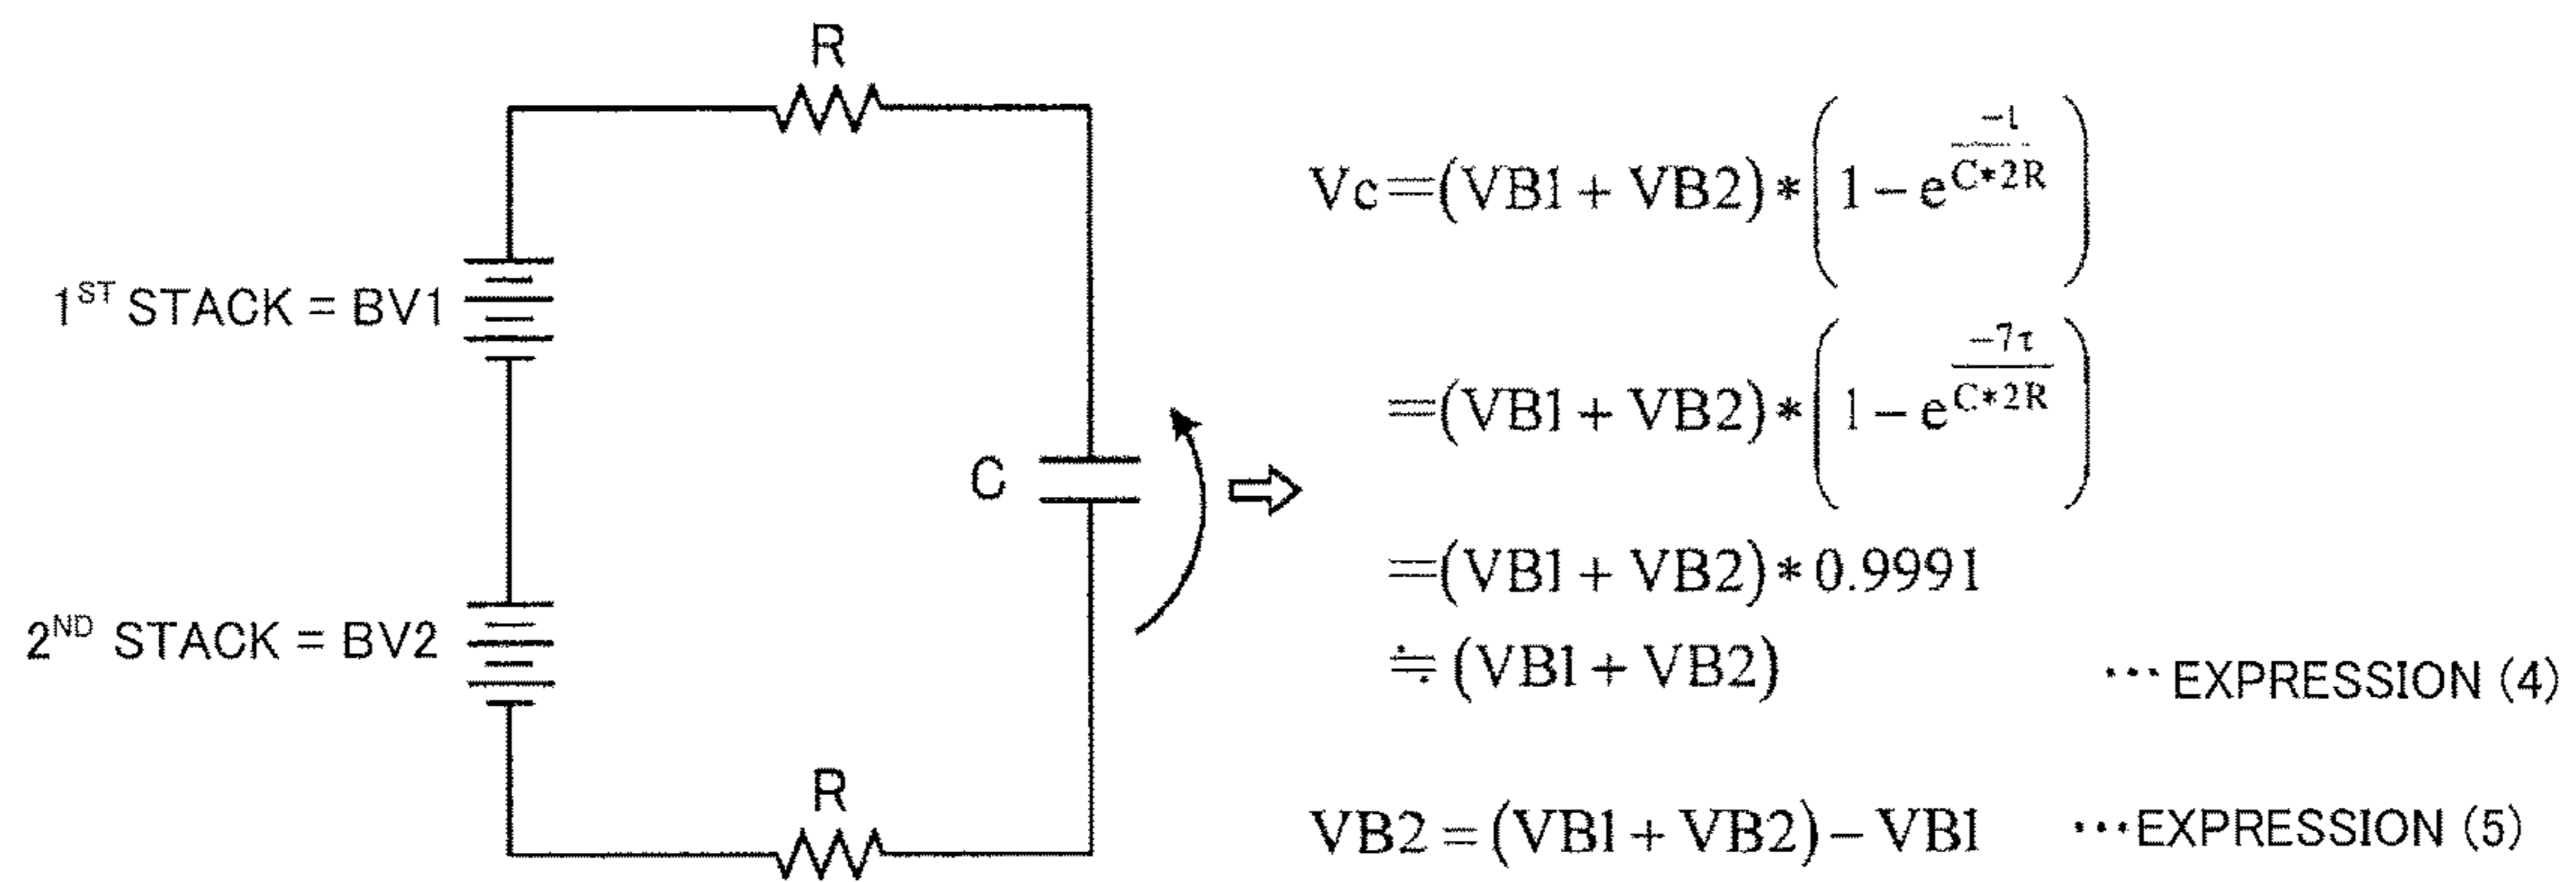 R
1ST STACK = BV1
C
2ND STACK = BV2
R
Vc=(VB1 + VB2)*(1−e^(−t/(C*2R)))
=(VB1 + VB2)*(1−e^(−7τ/(C*2R)))
=(VB1 + VB2)*0.9991
≒(VB1 + VB2) ···EXPRESSION (4)
VB2 = (VB1 + VB2) − VB1 ···EXPRESSION (5)